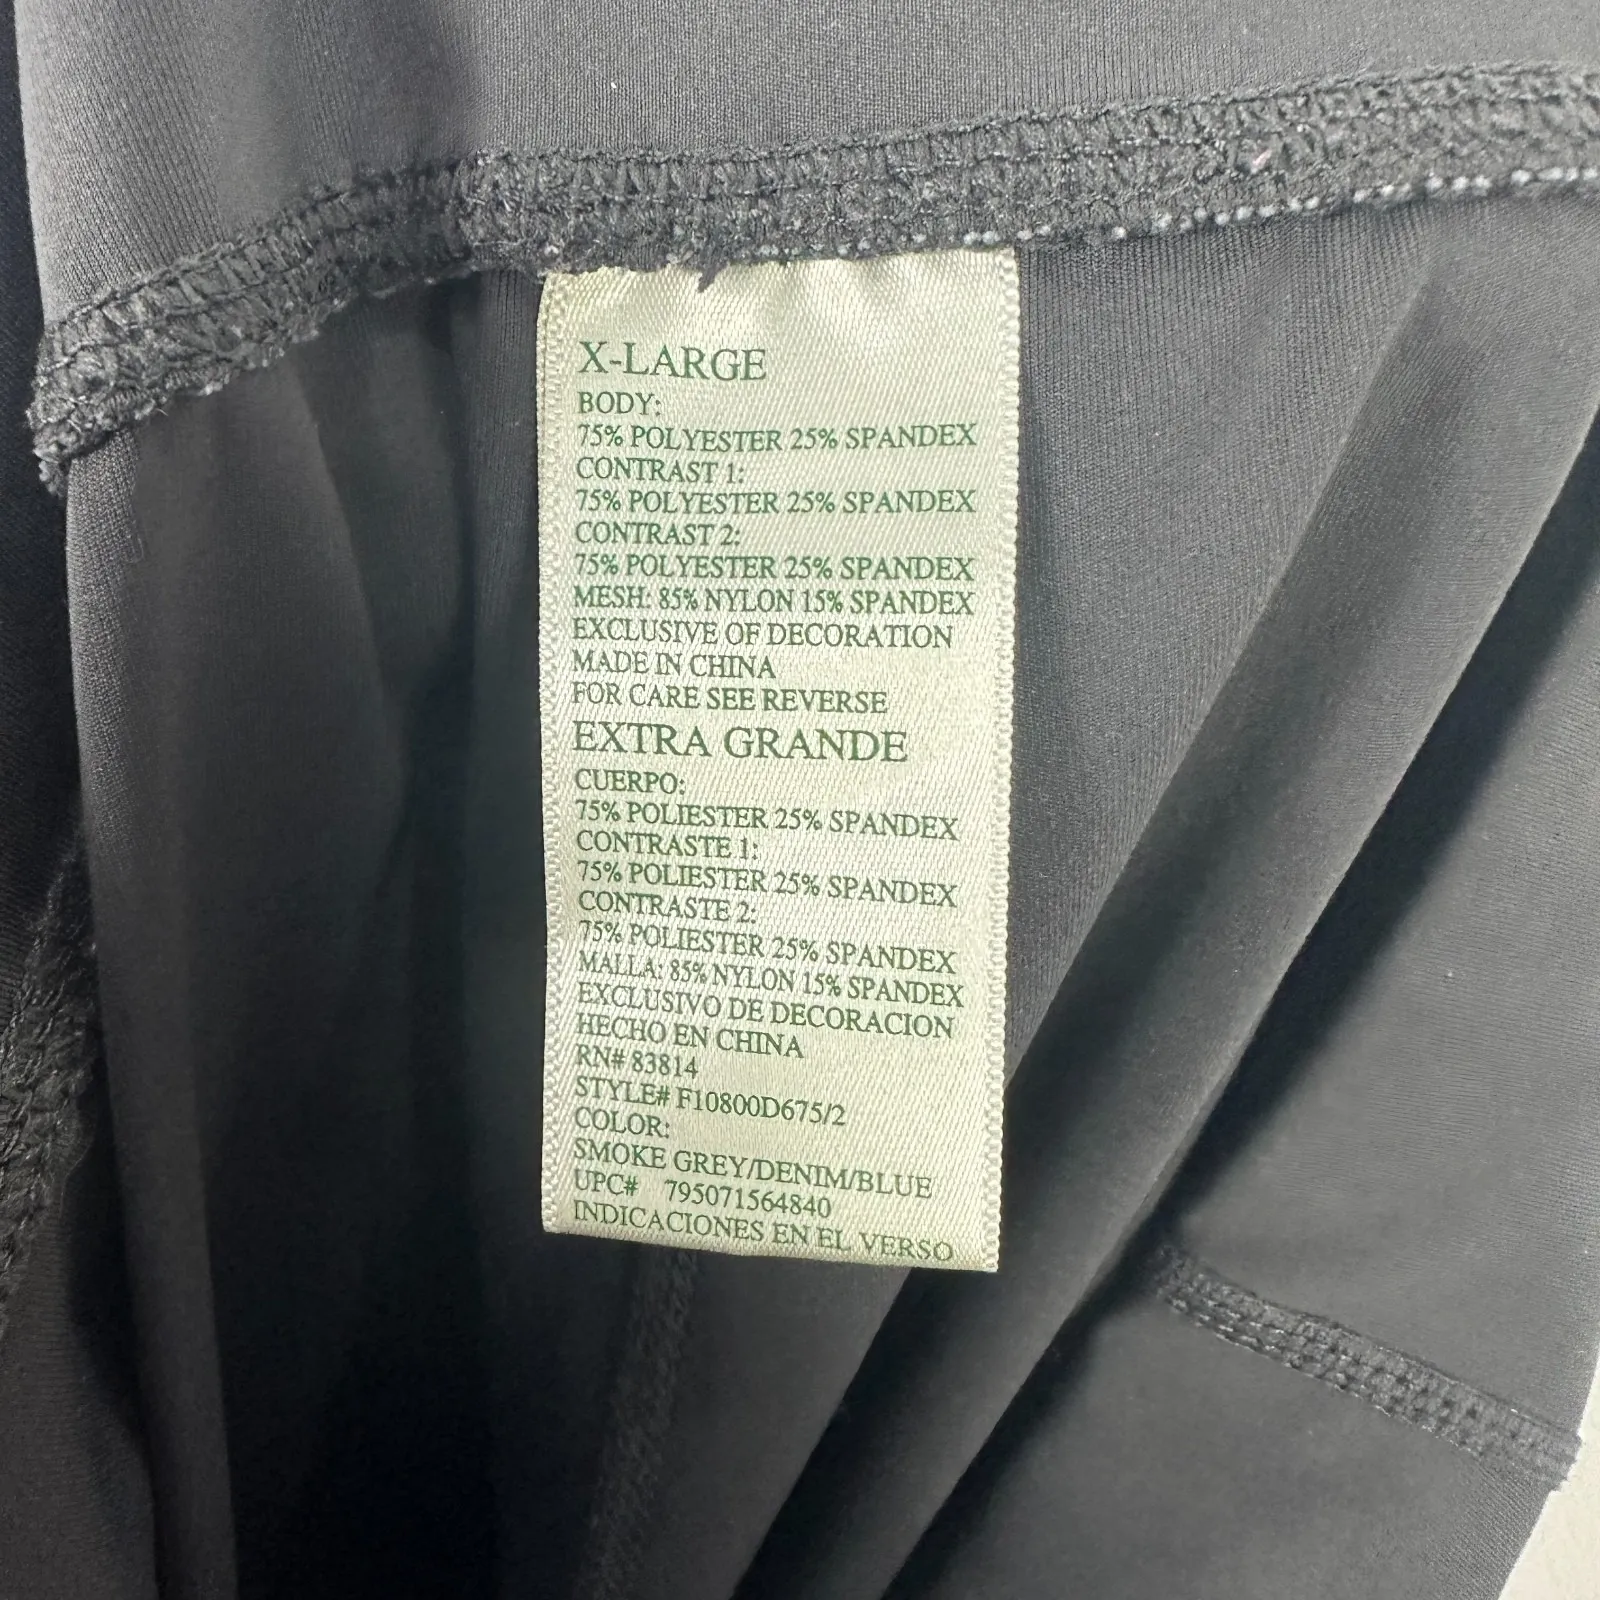 X-LARGE
BODY:
75% POLYESTER 25% SPANDEX
CONTRAST 1:
75% POLYESTER 25% SPANDEX
CONTRAST 2:
75% POLYESTER 25% SPANDEX
MESH: 85% NYLON 15% SPANDEX
EXCLUSIVE OF DECORATION
MADE IN CHINA
FOR CARE SEE REVERSE
EXTRA GRANDE
CUERPO:
75% POLIESTER 25% SPANDEX
CONTRASTE 1:
75% POLIESTER 25% SPANDEX
CONTRASTE 2:
75% POLIESTER 25% SPANDEX
MALLA: 85% NYLON 15% SPANDEX
EXCLUSIVO DE DECORACION
HECHO EN CHINA
RN# 83814
STYLE# F10800D675/2
COLOR:
SMOKE GREY/DENIM/BLUE
UPC# 795071564840
INDICACIONES EN EL VERSO